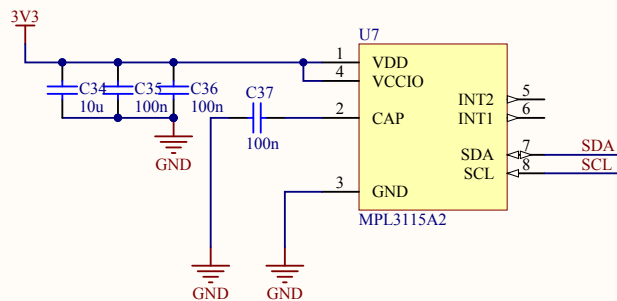 3V3
U7
1 VDD
4 VCCIO
C34 C35 C36
10u 100n 100n
C37
100n
2 CAP
INT2 5
INT1 6
SDA 7 SDA
SCL 8 SCL
3 GND
MPL3115A2
GND
GND
GND